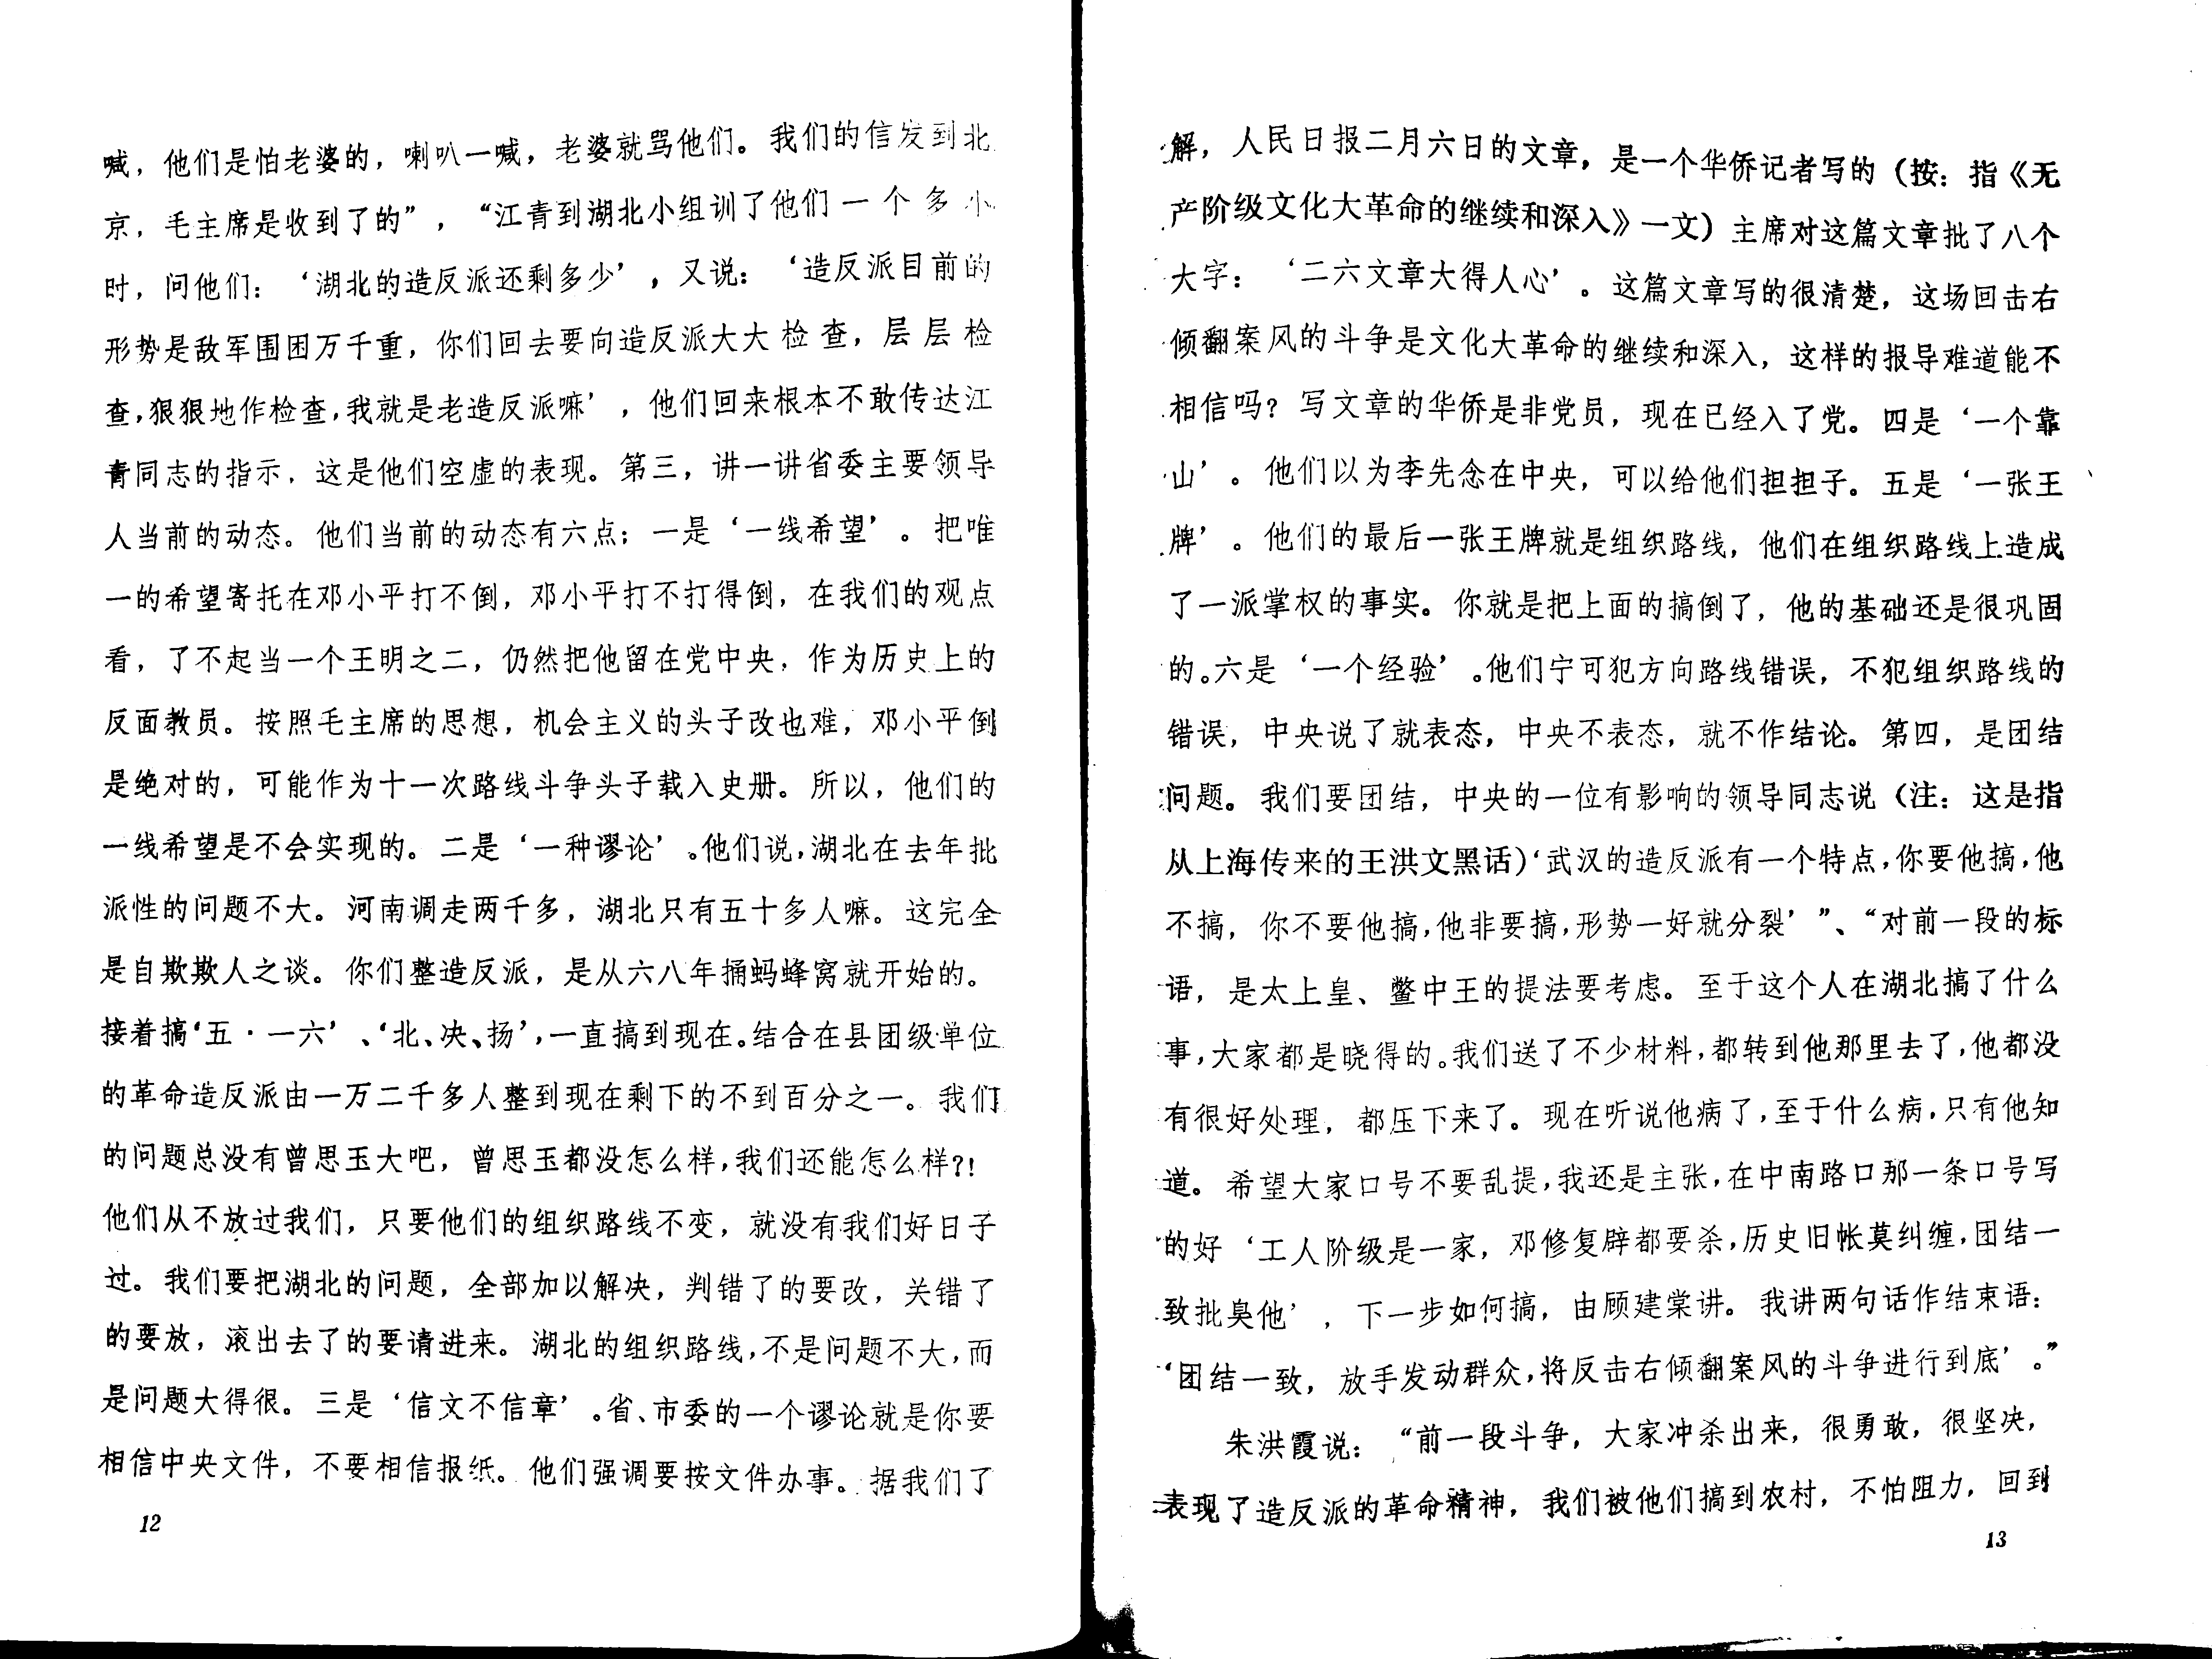 喊，他们是怕老婆的，喇叭一喊，老婆就骂他们。我们的信发到北
京，毛主席是收到了的”，“江青到湖北小组训了他们一个多小
时，问他们：‘湖北的造反派还剩多少’，又说：‘造反派目前的
形势是敌军围困万千重，你们回去要向造反派大大检查，层层检
查，狠狠地作检查，我就是老造反派嘛’，他们回来根本不敢传达江
青同志的指示，这是他们空虚的表现。第三，讲一讲省委主要领导
人当前的动态。他们当前的动态有六点：一是‘一线希望’。把唯
一的希望寄托在邓小平打不倒，邓小平打不打得倒，在我们的观点
看，了不起当一个王明之二，仍然把他留在党中央，作为历史上的
反面教员。按照毛主席的思想，机会主义的头子改也难，邓小平倒
是绝对的，可能作为十一次路线斗争头子载入史册。所以，他们的
一线希望是不会实现的。二是‘一种谬论’。他们说，湖北在去年批
派性的问题不大。河南调走两千多，湖北只有五十多人嘛。这完全
是自欺欺人之谈。你们整造反派，是从六八年捅蚂蜂窝就开始的。
接着搞‘五·一六’、‘北、决、扬’，一直搞到现在。结合在县团级单位
的革命造反派由一万二千多人整到现在剩下的不到百分之一。我们
的问题总没有曾思玉大吧，曾思玉都没怎么样，我们还能怎么样？！
他们从不放过我们，只要他们的组织路线不变，就没有我们好日子
过。我们要把湖北的问题，全部加以解决，判错了的要改，关错了
的要放，滚出去了的要请进来。湖北的组织路线，不是问题不大，而
是问题大得很。三是‘信文不信章’。省、市委的一个谬论就是你要
相信中央文件，不要相信报纸。他们强调要按文件办事。据我们了
12
解，人民日报二月六日的文章，是一个华侨记者写的（按：指《无
产阶级文化大革命的继续和深入》一文）主席对这篇文章批了八个
大字：‘二六文章大得人心’。这篇文章写的很清楚，这场回击右
倾翻案风的斗争是文化大革命的继续和深入，这样的报导难道能不
相信吗？写文章的华侨是非党员，现在已经入了党。四是‘一个靠
山’。他们以为李先念在中央，可以给他们担担子。五是‘一张王
牌’。他们的最后一张王牌就是组织路线，他们在组织路线上造成
了一派掌权的事实。你就是把上面的搞倒了，他的基础还是很巩固
的。六是‘一个经验’。他们宁可犯方向路线错误，不犯组织路线的
错误，中央说了就表态，中央不表态，就不作结论。第四，是团结
问题。我们要团结，中央的一位有影响的领导同志说（注：这是指
从上海传来的王洪文黑话）‘武汉的造反派有一个特点，你要他搞，他
不搞，你不要他搞，他非要搞，形势一好就分裂’”、“对前一段的标
语，是太上皇、鳖中王的提法要考虑。至于这个人在湖北搞了什么
事，大家都是晓得的。我们送了不少材料，都转到他那里去了，他都没
有很好处理，都压下来了。现在听说他病了，至于什么病，只有他知
道。希望大家口号不要乱提，我还是主张，在中南路口那一条口号写
的好‘工人阶级是一家，邓修复辟都要杀，历史旧帐莫纠缠，团结一
致批臭他’，下一步如何搞，由顾建棠讲。我讲两句话作结束语：
‘团结一致，放手发动群众，将反击右倾翻案风的斗争进行到底’。”
朱洪霞说：“前一段斗争，大家冲杀出来，很勇敢，很坚决，
表现了造反派的革命精神，我们被他们搞到农村，不怕阻力，回到
13